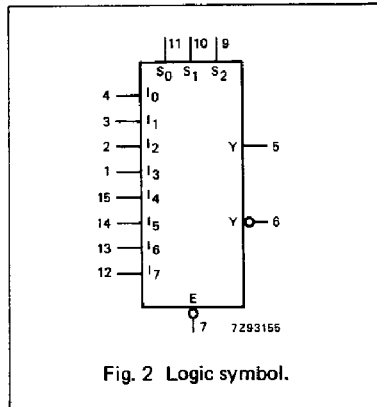 11 10 9
S0 S1 S2
4 I0
3 I1
2 I2 Y 5
1 I3
15 I4
14 I5 Y 6
13 I6
12 I7
E
7 7Z93155
Fig. 2 Logic symbol.